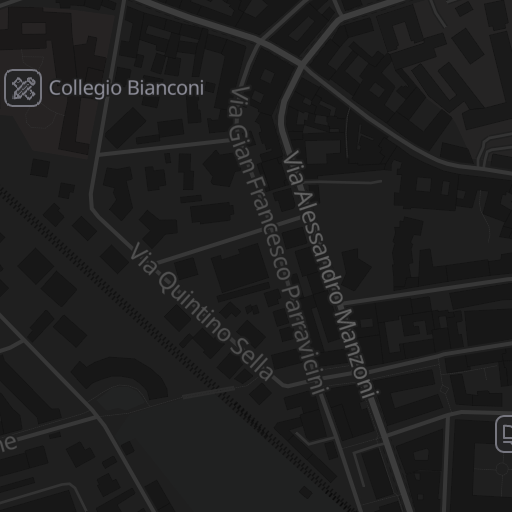 Collegio Bianconi
Via Gian Francesco Parravicini
Via Alessandro Manzoni
Via Quintino Sella